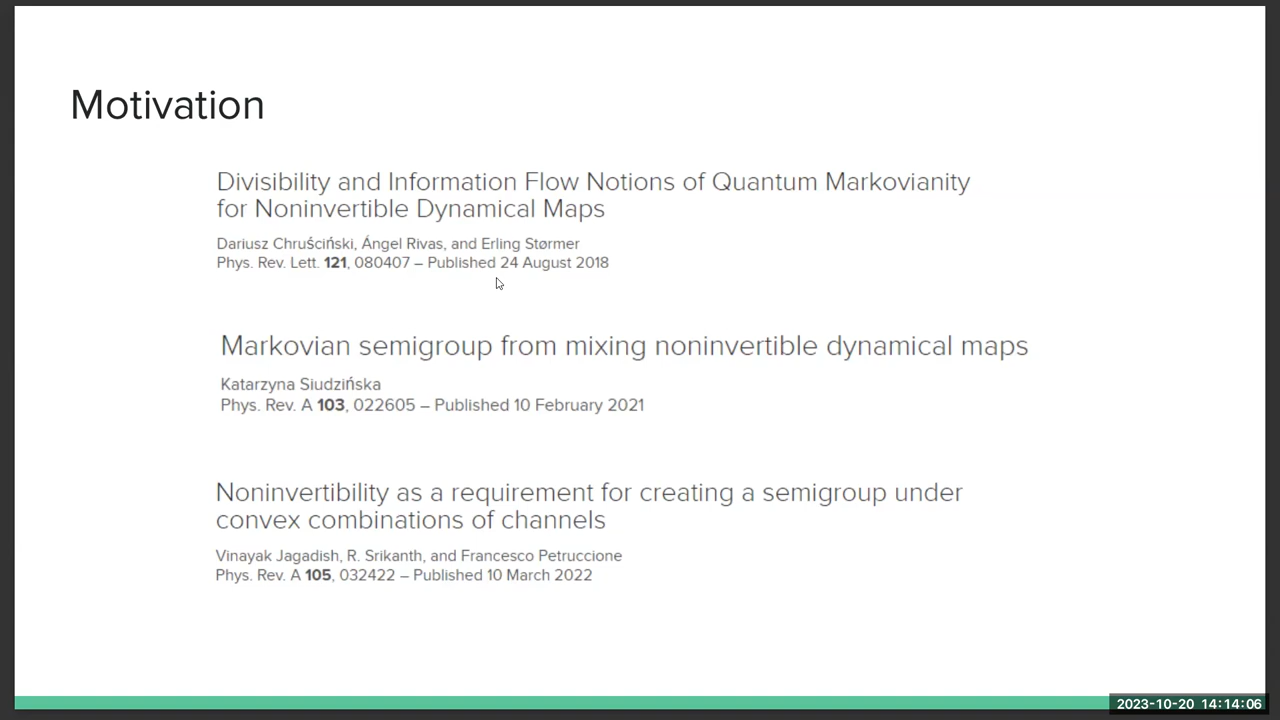 Motivation
Divisibility and Information Flow Notions of Quantum Markovianity
for Noninvertible Dynamical Maps
Dariusz Chruściński, Ángel Rivas, and Erling Størmer
Phys. Rev. Lett. 121, 080407 – Published 24 August 2018
Markovian semigroup from mixing noninvertible dynamical maps
Katarzyna Siudzińska
Phys. Rev. A 103, 022605 – Published 10 February 2021
Noninvertibility as a requirement for creating a semigroup under
convex combinations of channels
Vinayak Jagadish, R. Srikanth, and Francesco Petruccione
Phys. Rev. A 105, 032422 – Published 10 March 2022
2023-10-20 14:14:06